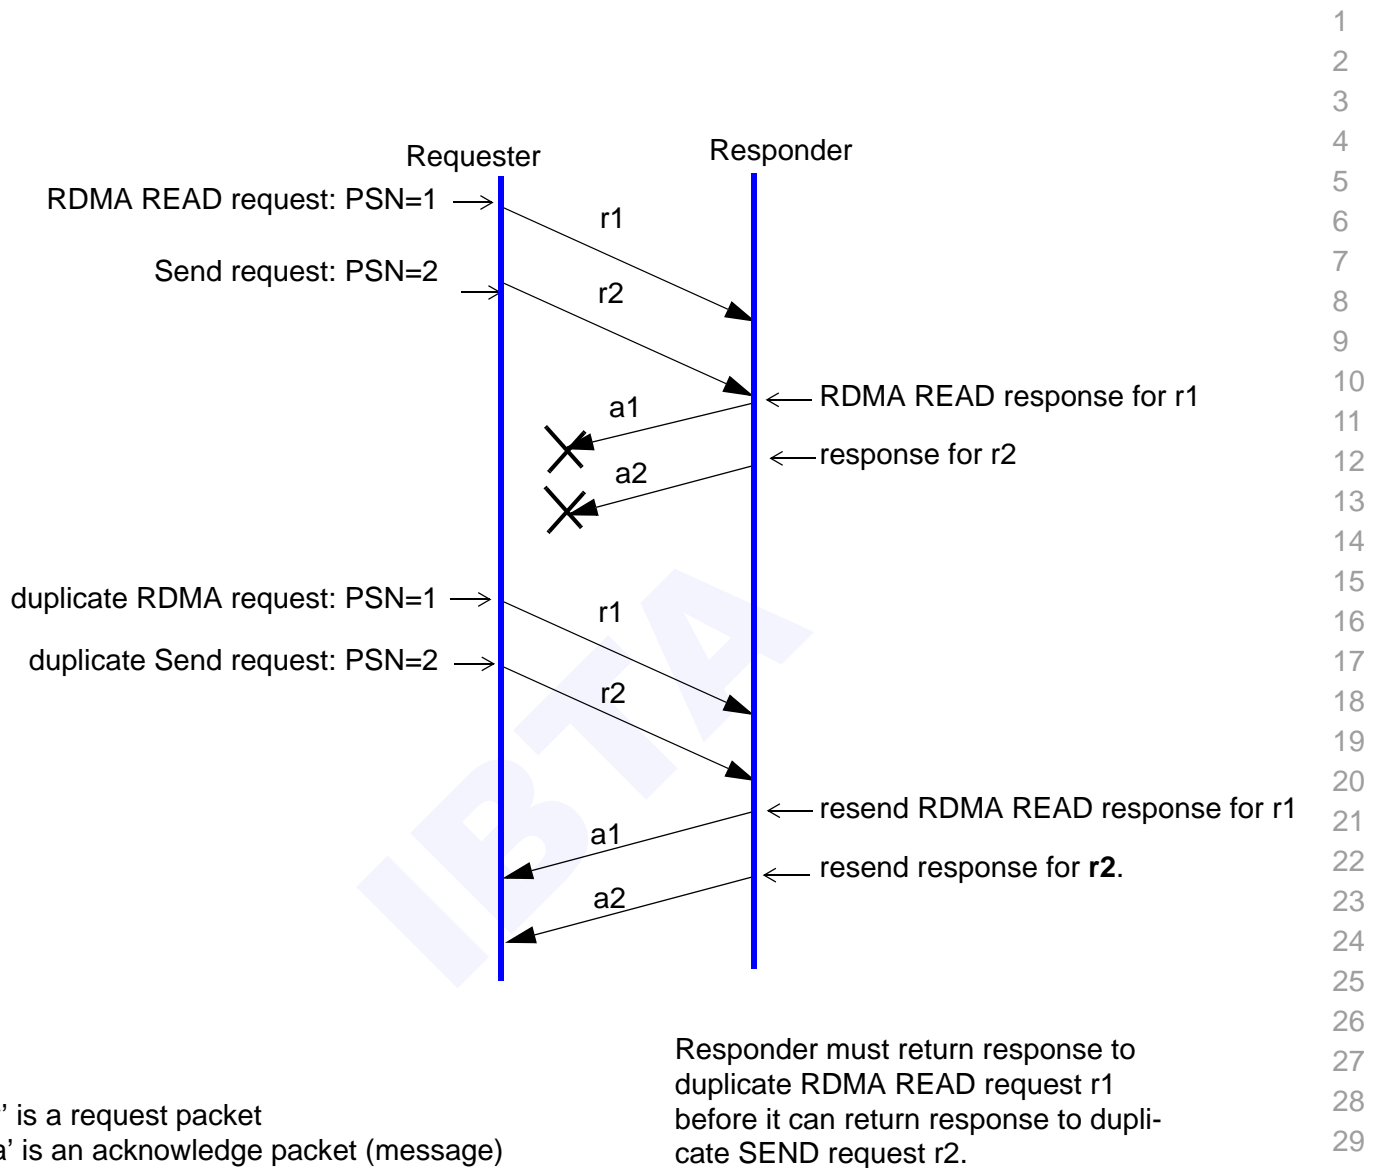 1
2
3
4
Requester
Responder
5
RDMA READ request: PSN=1
6
r1
7
Send request: PSN=2
8
r2
9
10
RDMA READ response for r1
11
a1
12
response for r2
a2
13
14
15
duplicate RDMA request: PSN=1
16
r1
17
duplicate Send request: PSN=2
18
r2
19
20
21
resend RDMA READ response for r1
a1
22
resend response for r2.
23
a2
24
25
IBTA
26
27
Responder must return response to
28
duplicate RDMA READ request r1
29
before it can return response to dupli-
cate SEND request r2.
’ is a request packet
a’ is an acknowledge packet (message)